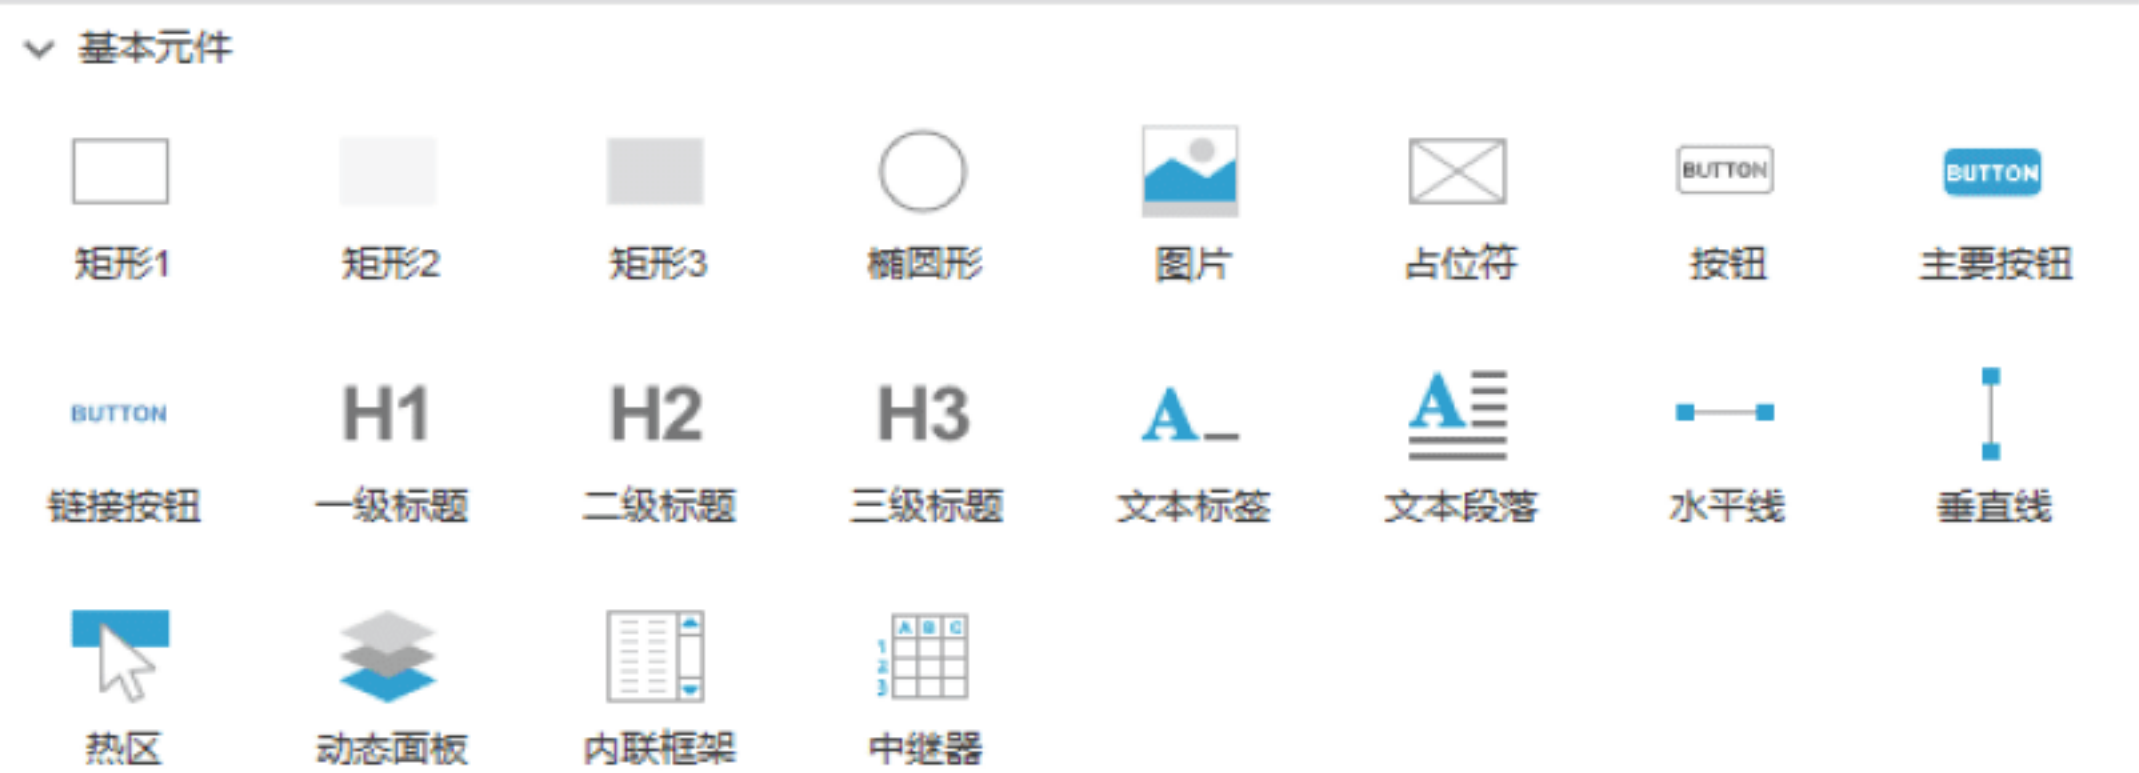 基本元件
BUTTON BUTTON
矩形1 矩形2 矩形3 椭圆形 图片 占位符 按钮 主要按钮
BUTTON H1 H2 H3 A A
链接按钮 一级标题 二级标题 三级标题 文本标签 文本段落 水平线 垂直线
A B C
1
2
3
热区 动态面板 内联框架 中继器